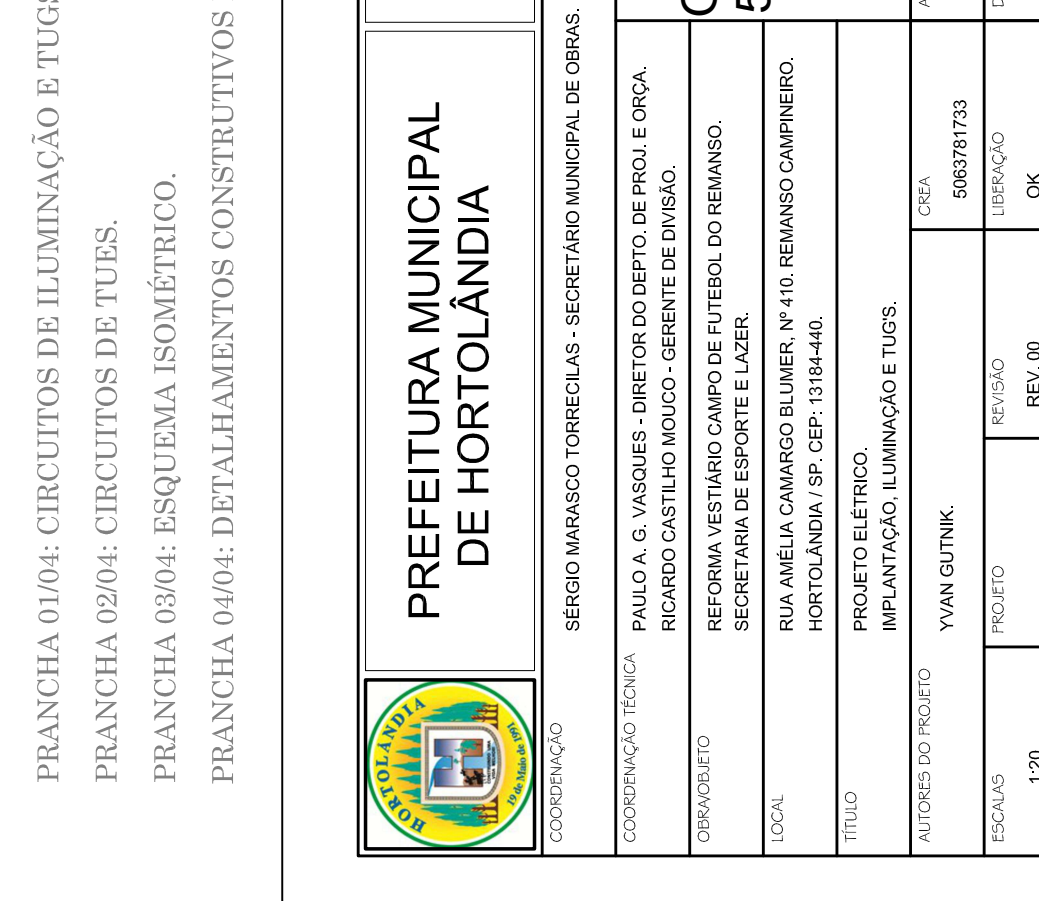 PRANCHA 01/04: CIRCUITOS DE ILUMINAÇÃO E TUGS
PRANCHA 02/04: CIRCUITOS DE TUES.
PRANCHA 03/04: ESQUEMA ISOMÉTRICO.
PRANCHA 04/04: DETALHAMENTOS CONSTRUTIVOS
HORTOLÂNDIA
19 de Maio de 1991
PREFEITURA MUNICIPAL
DE HORTOLÂNDIA
COORDENAÇÃO
SÉRGIO MARASCO TORRECILAS - SECRETÁRIO MUNICIPAL DE OBRAS.
COORDENAÇÃO TÉCNICA
PAULO A. G. VASQUES - DIRETOR DO DEPTO. DE PROJ. E ORÇA.
RICARDO CASTILHO MOUCO - GERENTE DE DIVISÃO.
OBRA/OBJETO
REFORMA VESTIÁRIO CAMPO DE FUTEBOL DO REMANSO.
SECRETARIA DE ESPORTE E LAZER.
LOCAL
RUA AMÉLIA CAMARGO BLUMER, Nº 410. REMANSO CAMPINEIRO.
HORTOLÂNDIA / SP. CEP: 13184-440.
TÍTULO
PROJETO ELÉTRICO.
IMPLANTAÇÃO, ILUMINAÇÃO E TUG'S.
AUTORES DO PROJETO
YVAN GUTNIK.
CREA
5063781733
ESCALAS
1:20
PROJETO
REVISÃO
REV. 00
LIBERAÇÃO
OK